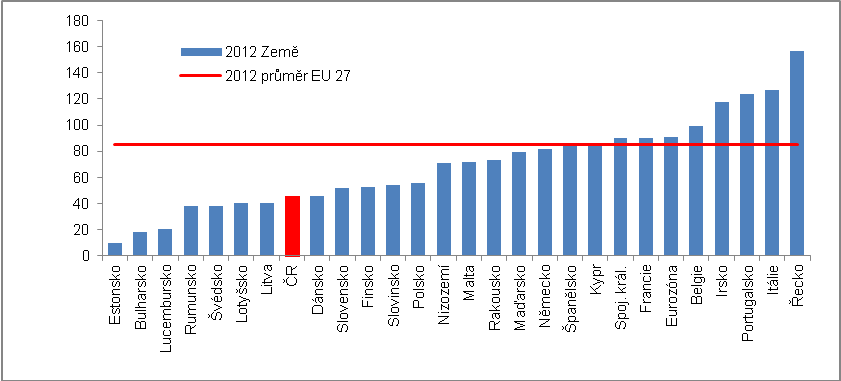 180
160
140
120
100
80
60
40
20
0
2012 Země
2012 průměr EU 27
Estonsko
Bulharsko
Lucembursko
Rumunsko
Švédsko
Lotyšsko
Litva
ČR
Dánsko
Slovensko
Finsko
Slovinsko
Polsko
Nizozemí
Malta
Rakousko
Maďarsko
Německo
Španělsko
Kypr
Spoj. král.
Francie
Eurozóna
Belgie
Irsko
Portugalsko
Itálie
Řecko